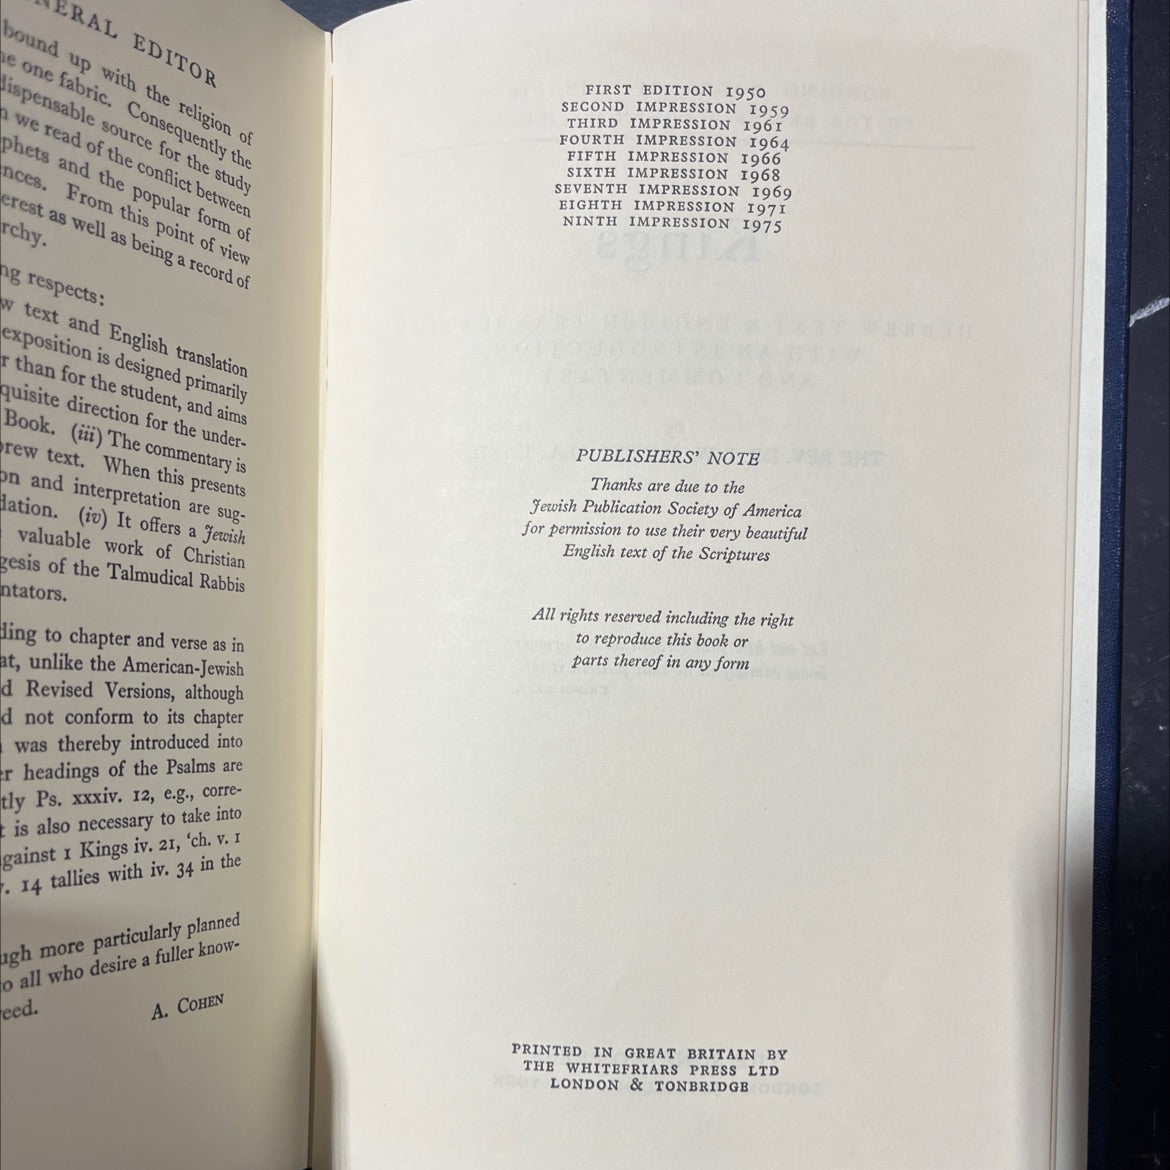 GENERAL EDITOR
bound up with the religion of
one fabric. Consequently the
dispensable source for the study
we read of the conflict between
phets and the popular form of
nces. From this point of view
erest as well as being a record of
rchy.
ng respects:
w text and English translation
exposition is designed primarily
r than for the student, and aims
quisite direction for the under-
Book. (iii) The commentary is
brew text. When this presents
on and interpretation are sug-
dation. (iv) It offers a Jewish
valuable work of Christian
gesis of the Talmudical Rabbis
ntators.
ding to chapter and verse as in
at, unlike the American-Jewish
d Revised Versions, although
d not conform to its chapter
was thereby introduced into
er headings of the Psalms are
tly Ps. xxxiv. 12, e.g., corre-
t is also necessary to take into
gainst 1 Kings iv. 21, 'ch. v. 1
v. 14 tallies with iv. 34 in the
ugh more particularly planned
o all who desire a fuller know-
eed.
A. COHEN
FIRST EDITION 1950
SECOND IMPRESSION 1959
THIRD IMPRESSION 1961
FOURTH IMPRESSION 1964
FIFTH IMPRESSION 1966
SIXTH IMPRESSION 1968
SEVENTH IMPRESSION 1969
EIGHTH IMPRESSION 1971
NINTH IMPRESSION 1975
PUBLISHERS' NOTE
Thanks are due to the
Jewish Publication Society of America
for permission to use their very beautiful
English text of the Scriptures
All rights reserved including the right
to reproduce this book or
parts thereof in any form
PRINTED IN GREAT BRITAIN BY
THE WHITEFRIARS PRESS LTD
LONDON & TONBRIDGE